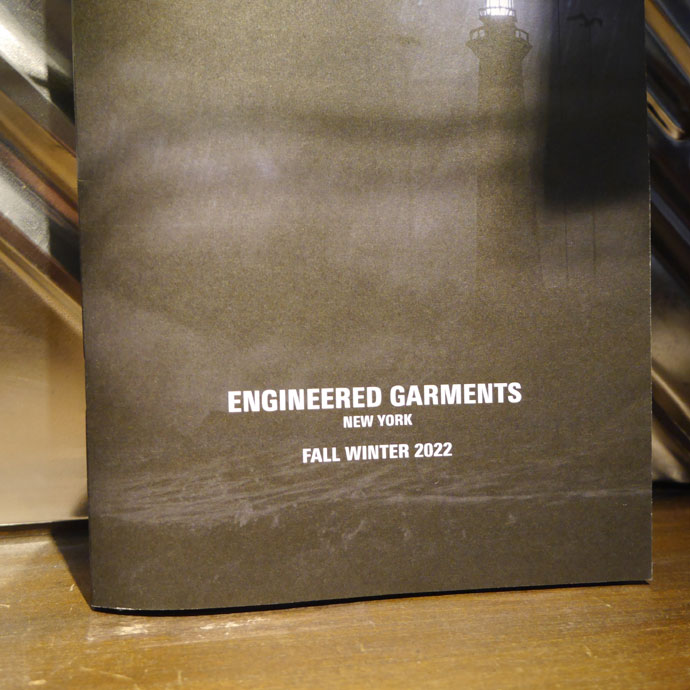 ENGINEERED GARMENTS
NEW YORK
FALL WINTER 2022